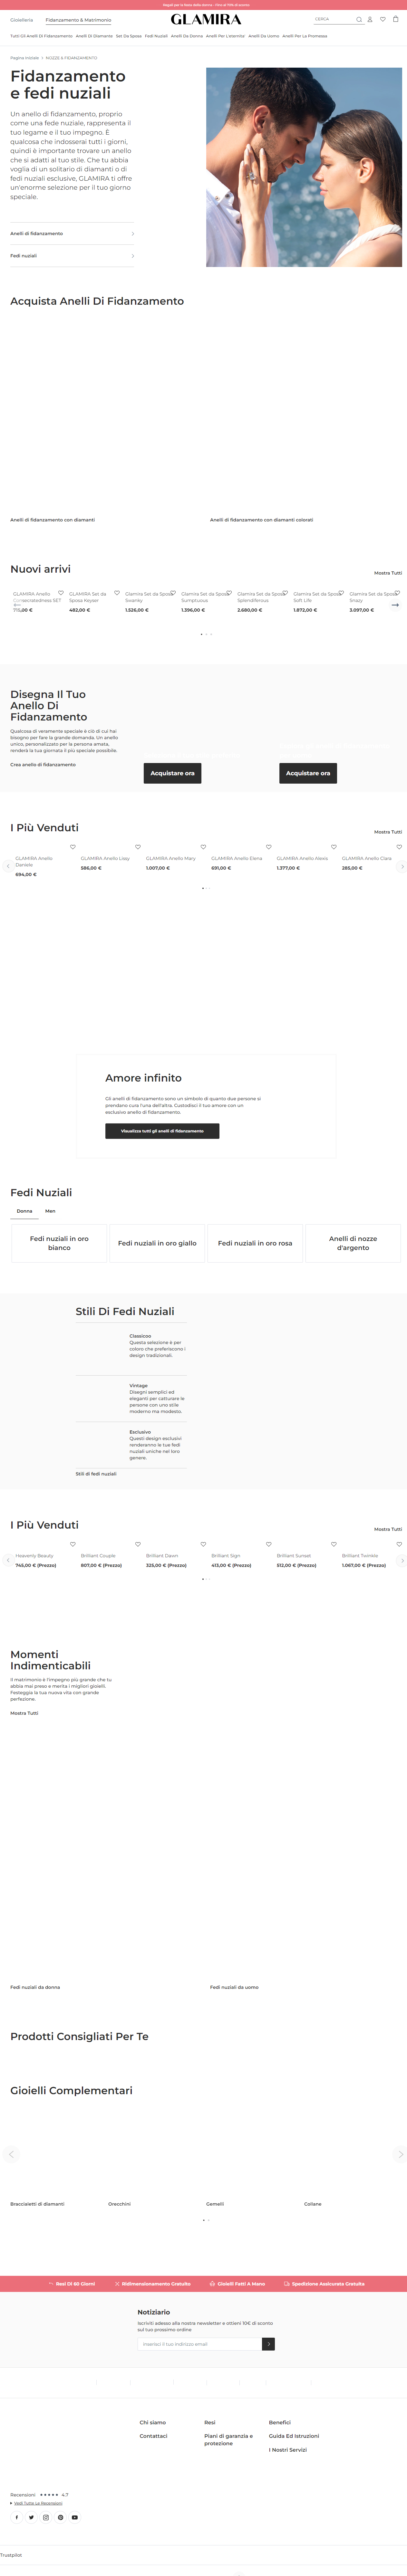 Gioielleria
Fidanzamento & Matrimonio
GLAMIRA
CERCA
Tutti Gli Anelli Di Fidanzamento
Anelli Di Diamante
Set Da Sposa
Fedi Nuziali
Anelli Da Donna
Anelli Per L'eternita'
Anelli Da Uomo
Anelli Per La Promessa
Pagina iniziale
NOZZE & FIDANZAMENTO
Fidanzamento
e fedi nuziali
Un anello di fidanzamento, proprio
come una fede nuziale, rappresenta il
tuo legame e il tuo impegno. È
qualcosa che indosserai tutti i giorni,
quindi è importante trovare un anello
che si adatti al tuo stile. Che tu abbia
voglia di un solitario di diamanti o di
fedi nudiali esclusive, GLAMIRA ti offre
un'enorme selezione per il tuo giorno
speciale.
Anelli di fidanzamento
Fedi nuziali
Acquista Anelli Di Fidanzamento
Anelli di fidanzamento con diamanti
Anelli di fidanzamento con diamanti colorati
Nuovi arrivi
Mostra Tutti
GLAMIRA Anello
SET
GLAMIRA Set da
Sposa Keyser
482,00 €
Glamira Set da Sposa
Swanky
1.526,00 €
Glamira Set da Sposa
Sumptuous
1.396,00 €
Glamira Set da Sposa
Splendiferous
2.680,00 €
Glamira Set da Sposa
Soft Life
1.872,00 €
Glamira Set da Sposa
Snazy
3.097,00 €
Disegna Il Tuo
Anello Di
Fidanzamento
Qualcosa di veramente speciale è ciò di cui hai
bisogno per fare la grande domanda. Un anello
unico, personalizzato per la persona amata,
renderà la tua giornata il più speciale possibile.
Crea anello di fidanzamento
Acquistare ora
Acquistare ora
I Più Venduti
Mostra Tutti
GLAMIRA Anello
Daniele
694,00 €
GLAMIRA Anello Lissy
586,00 €
GLAMIRA Anello Mary
1.007,00 €
GLAMIRA Anello Elena
691,00 €
GLAMIRA Anello Alexia
1.377,00 €
GLAMIRA Anello Clara
285,00 €
Amore infinito
Gli anelli di fidanzamento sono un simbolo di quanto due persone si
prendano cura l'une dell'altra. Custodisci il tuo amore con un
esclusivo anello di fidanzamento.
Visualizza tutti gli anelli di fidanzamento
Fedi Nuziali
Donna
Men
Fedi nuziali in oro
bianco
Fedi nuziali in oro giallo
Fedi nuziali in oro rosa
Anelli di nozze
d'argento
Stili Di Fedi Nuziali
Classicoo
Questa selezione è per
coloro che preferiscono i
design tradizionali.
Vintage
Disegni semplici ed
eleganti per catturare le
persone con uno stile
moderno ma modesto.
Exclusivo
Questi design esclusivi
renderanno le tue fedi
nuziali uniche nel loro
genere.
Stili di fedi nuziali
I Più Venduti
Mostra Tutti
Heavenly Beauty
745,00 € (Prezzo)
Brilliant Couple
807,00 € (Prezzo)
Brilliant Dawn
325,00 € (Prezzo)
Brilliant Sign
413,00 € (Prezzo)
Brilliant Sunset
512,00 € (Prezzo)
Brilliant Twinkle
1.067,00 € (Prezzo)
Momenti
Indimenticabili
Il matrimonio è l'impegno più grande che tu
abbia mai preso e merita i migliori gioielli.
Festeggia la tua nuova vita con grande
perfezione.
Mostra Tutti
Fedi nuziali da donna
Fedi nuziali da uomo
Prodotti Consigliati Per Te
Gioielli Complementari
Braccialetti di diamanti
Orecchini
Gemelli
Collane
Resi Di 60 Giorni
Ridimensionamento Gratuito
Gioielli Fatti A Mano
Spedizione Assicurata Gratuita
Notiziario
Iscriviti adesso alla nostra newsletter e ottieni 10€ di sconto
sul tuo prossimo ordine
Inserisci il tuo indirizzo email
Chi siamo
Contattaci
Resi
Piani di garanzia e
protezione
Benefici
Guida Ed Istruzioni
I Nostri Servizi
Recensioni
4.7
Vedi Tutte Le Recensioni
Trustpilot